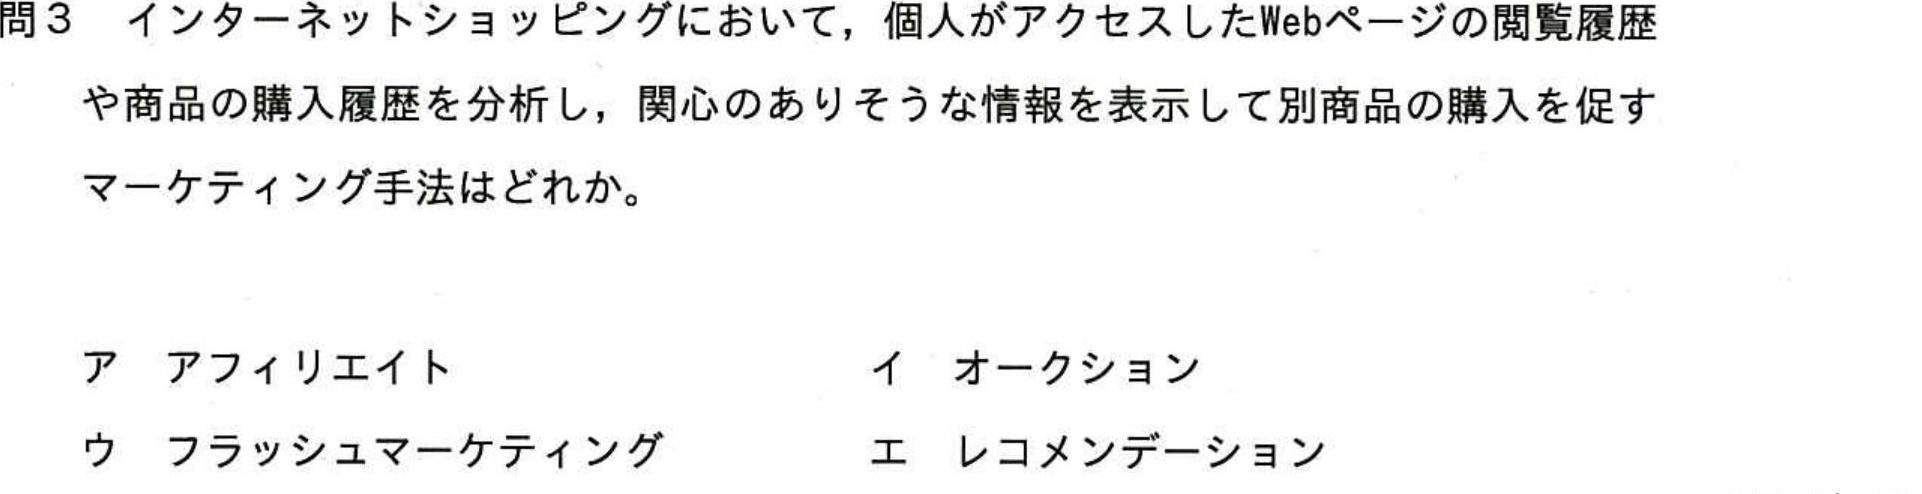 問３　インターネットショッピングにおいて，個人がアクセスしたWebページの閲覧履歴
や商品の購入履歴を分析し，関心のありそうな情報を表示して別商品の購入を促す
マーケティング手法はどれか。
ア　アフィリエイト　イ　オークション
ウ　フラッシュマーケティング　エ　レコメンデーション